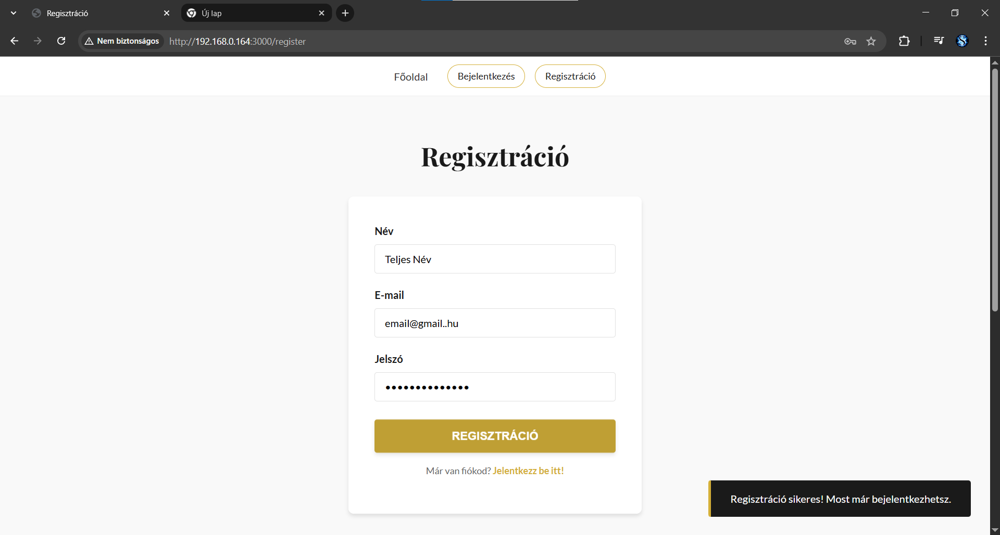 Regisztráció
Új lap
Nem biztonságos
http://192.168.0.164:3000/register
Főoldal
Bejelentkezés
Regisztráció
Regisztráció
Név
Teljes Név
E-mail
email@gmail..hu
Jelszó
••••••••••••••
REGISZTRÁCIÓ
Már van fiókod? Jelentkezz be itt!
Regisztráció sikeres! Most már bejelentkezhetsz.